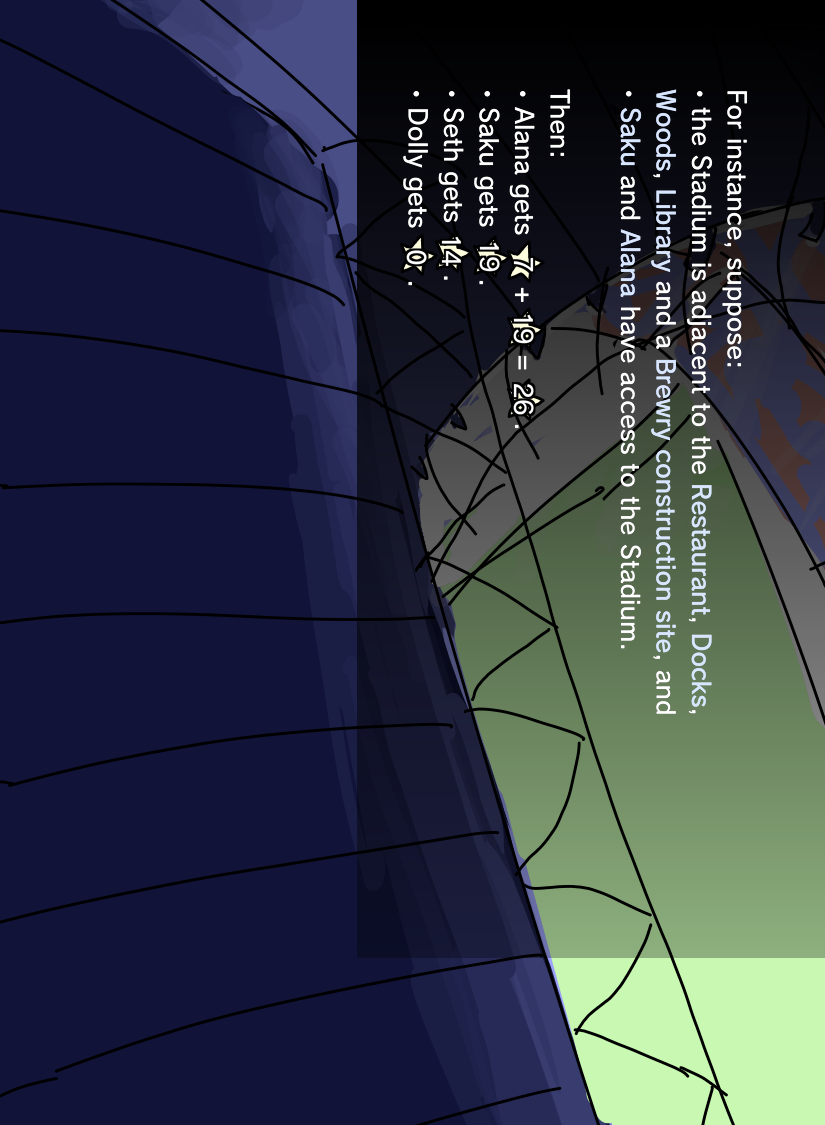 For instance, suppose:
• the Stadium is adjacent to the Restaurant, Docks,
Woods, Library and a Brewry construction site, and
• Saku and Alana have access to the Stadium.
Then:
• Alana gets 7 + 19 = 26.
• Saku gets 19.
• Seth gets 14.
• Dolly gets 0.